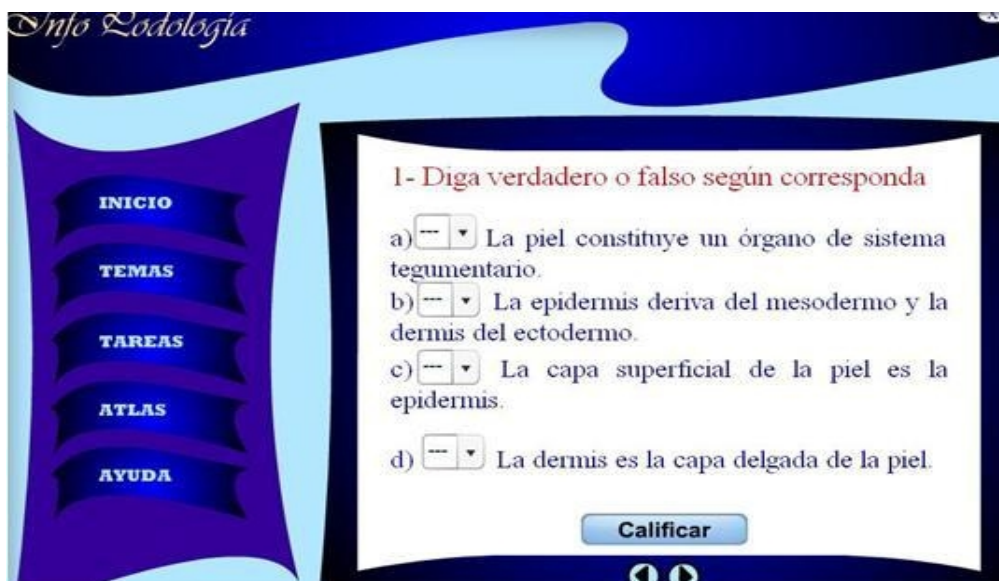 Info Podología
INICIO
TEMAS
TAREAS
ATLAS
AYUDA
1- Diga verdadero o falso según corresponda
a) --- La piel constituye un órgano de sistema
tegumentario.
b) --- La epidermis deriva del mesodermo y la
dermis del ectodermo.
c) --- La capa superficial de la piel es la
epidermis.
d) --- La dermis es la capa delgada de la piel.
Calificar